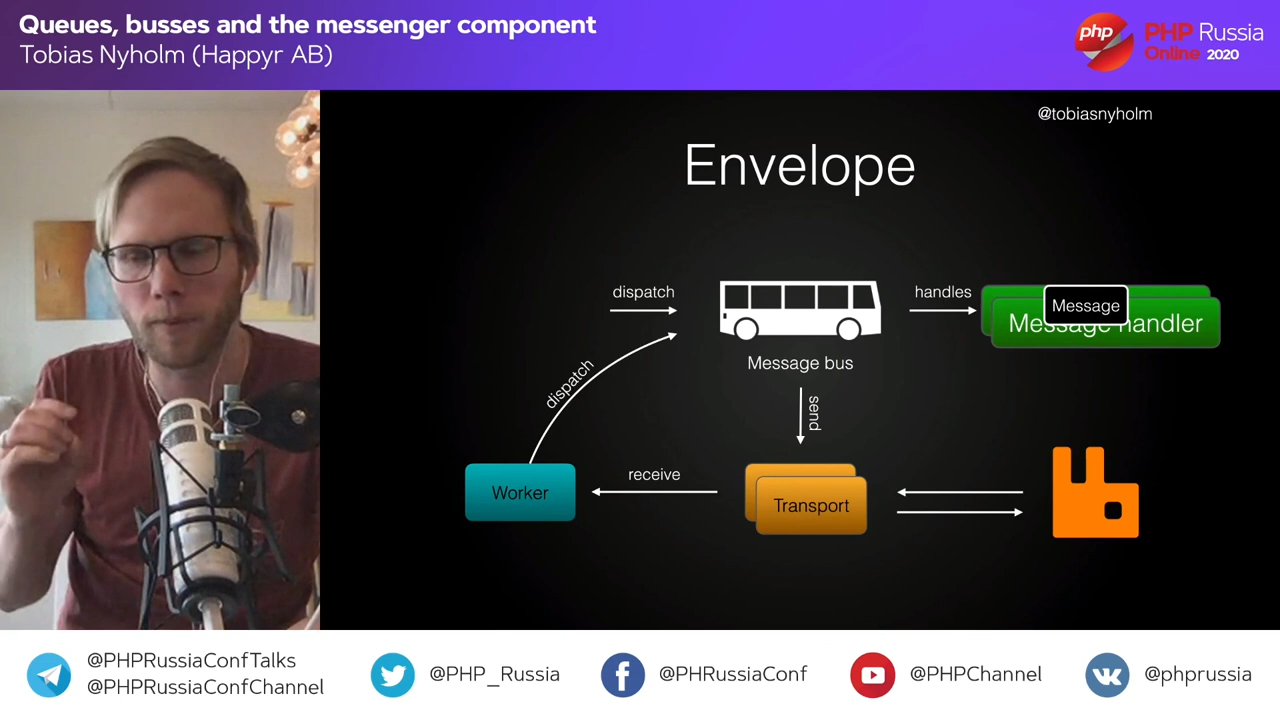 Queues, busses and the messenger component
Tobias Nyholm (Happyr AB)
php
PHP Russia
Online 2020
@tobiasnyholm
Envelope
dispatch
handles
Message
Message handler
Message bus
dispatch
send
Worker
receive
Transport
@PHPRussiaConfTalks
@PHPRussiaConfChannel
@PHP_Russia
@PHPRussiaConf
@PHPChannel
@phprussia